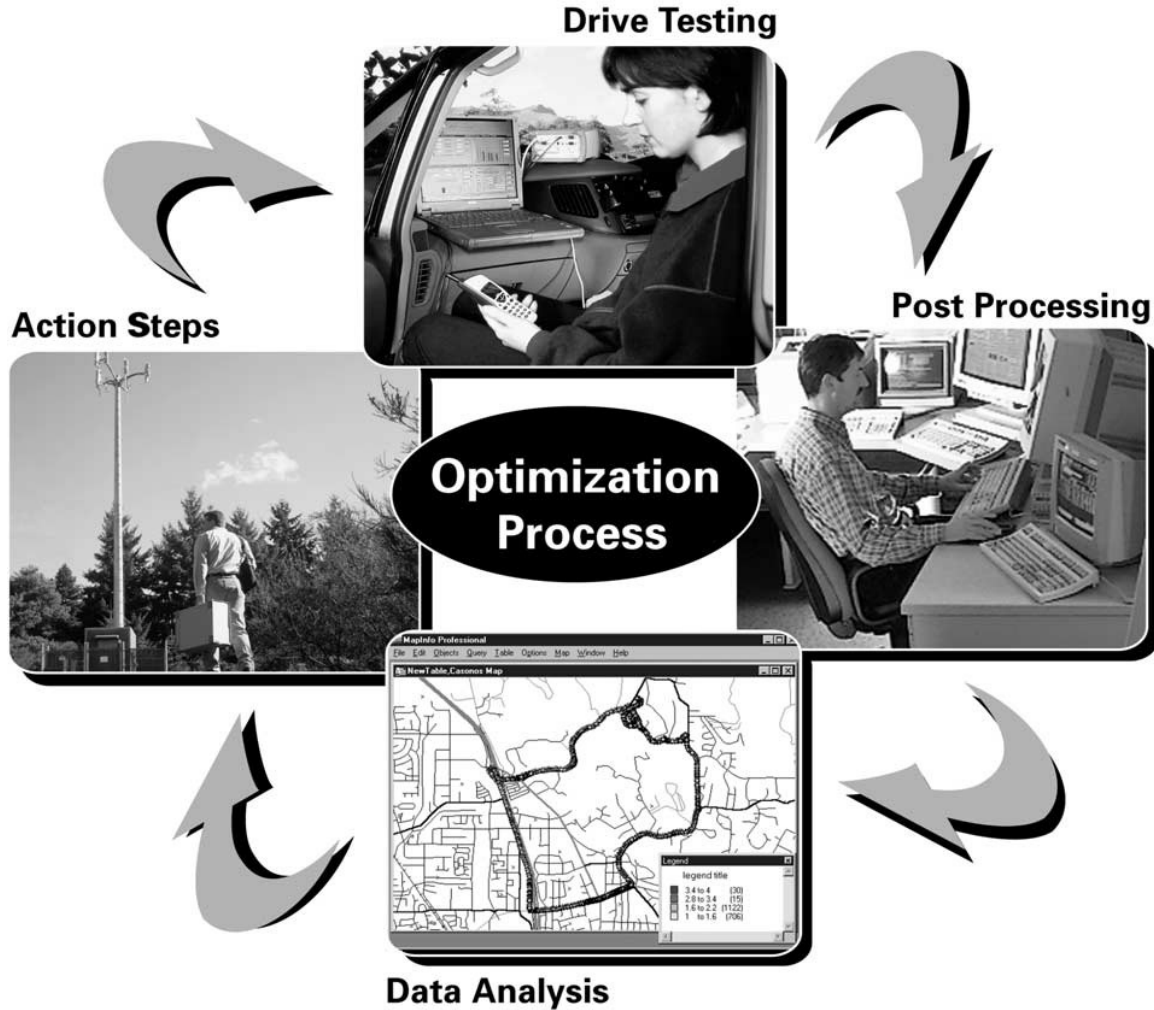 Drive Testing
Action Steps
Post Processing
Optimization
Process
MapInfo Professional
File Edit Objects Query Table Options Map Window Help
NewTable,Casonos Map
Legend
legend title
3.4 to 4 (30)
2.8 to 3.4 (15)
1.6 to 2.2 (1122)
1 to 1.6 (706)
Data Analysis